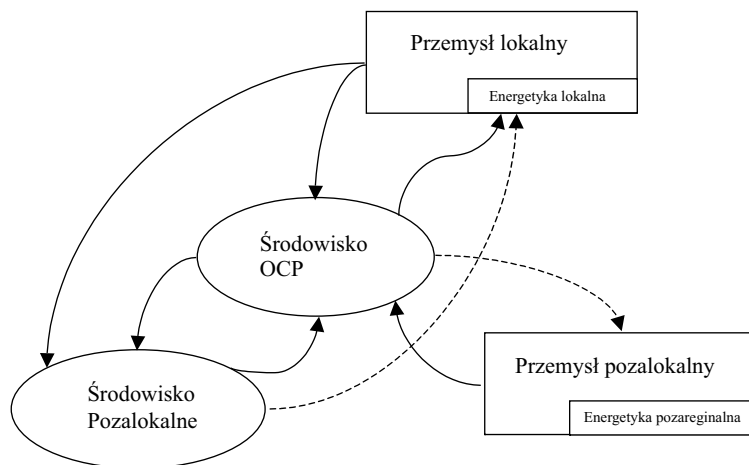 Przemysł lokalny
Energetyka lokalna
Środowisko
OCP
Przemysł pozalokalny
Energetyka pozareginalna
Środowisko
Pozalokalne